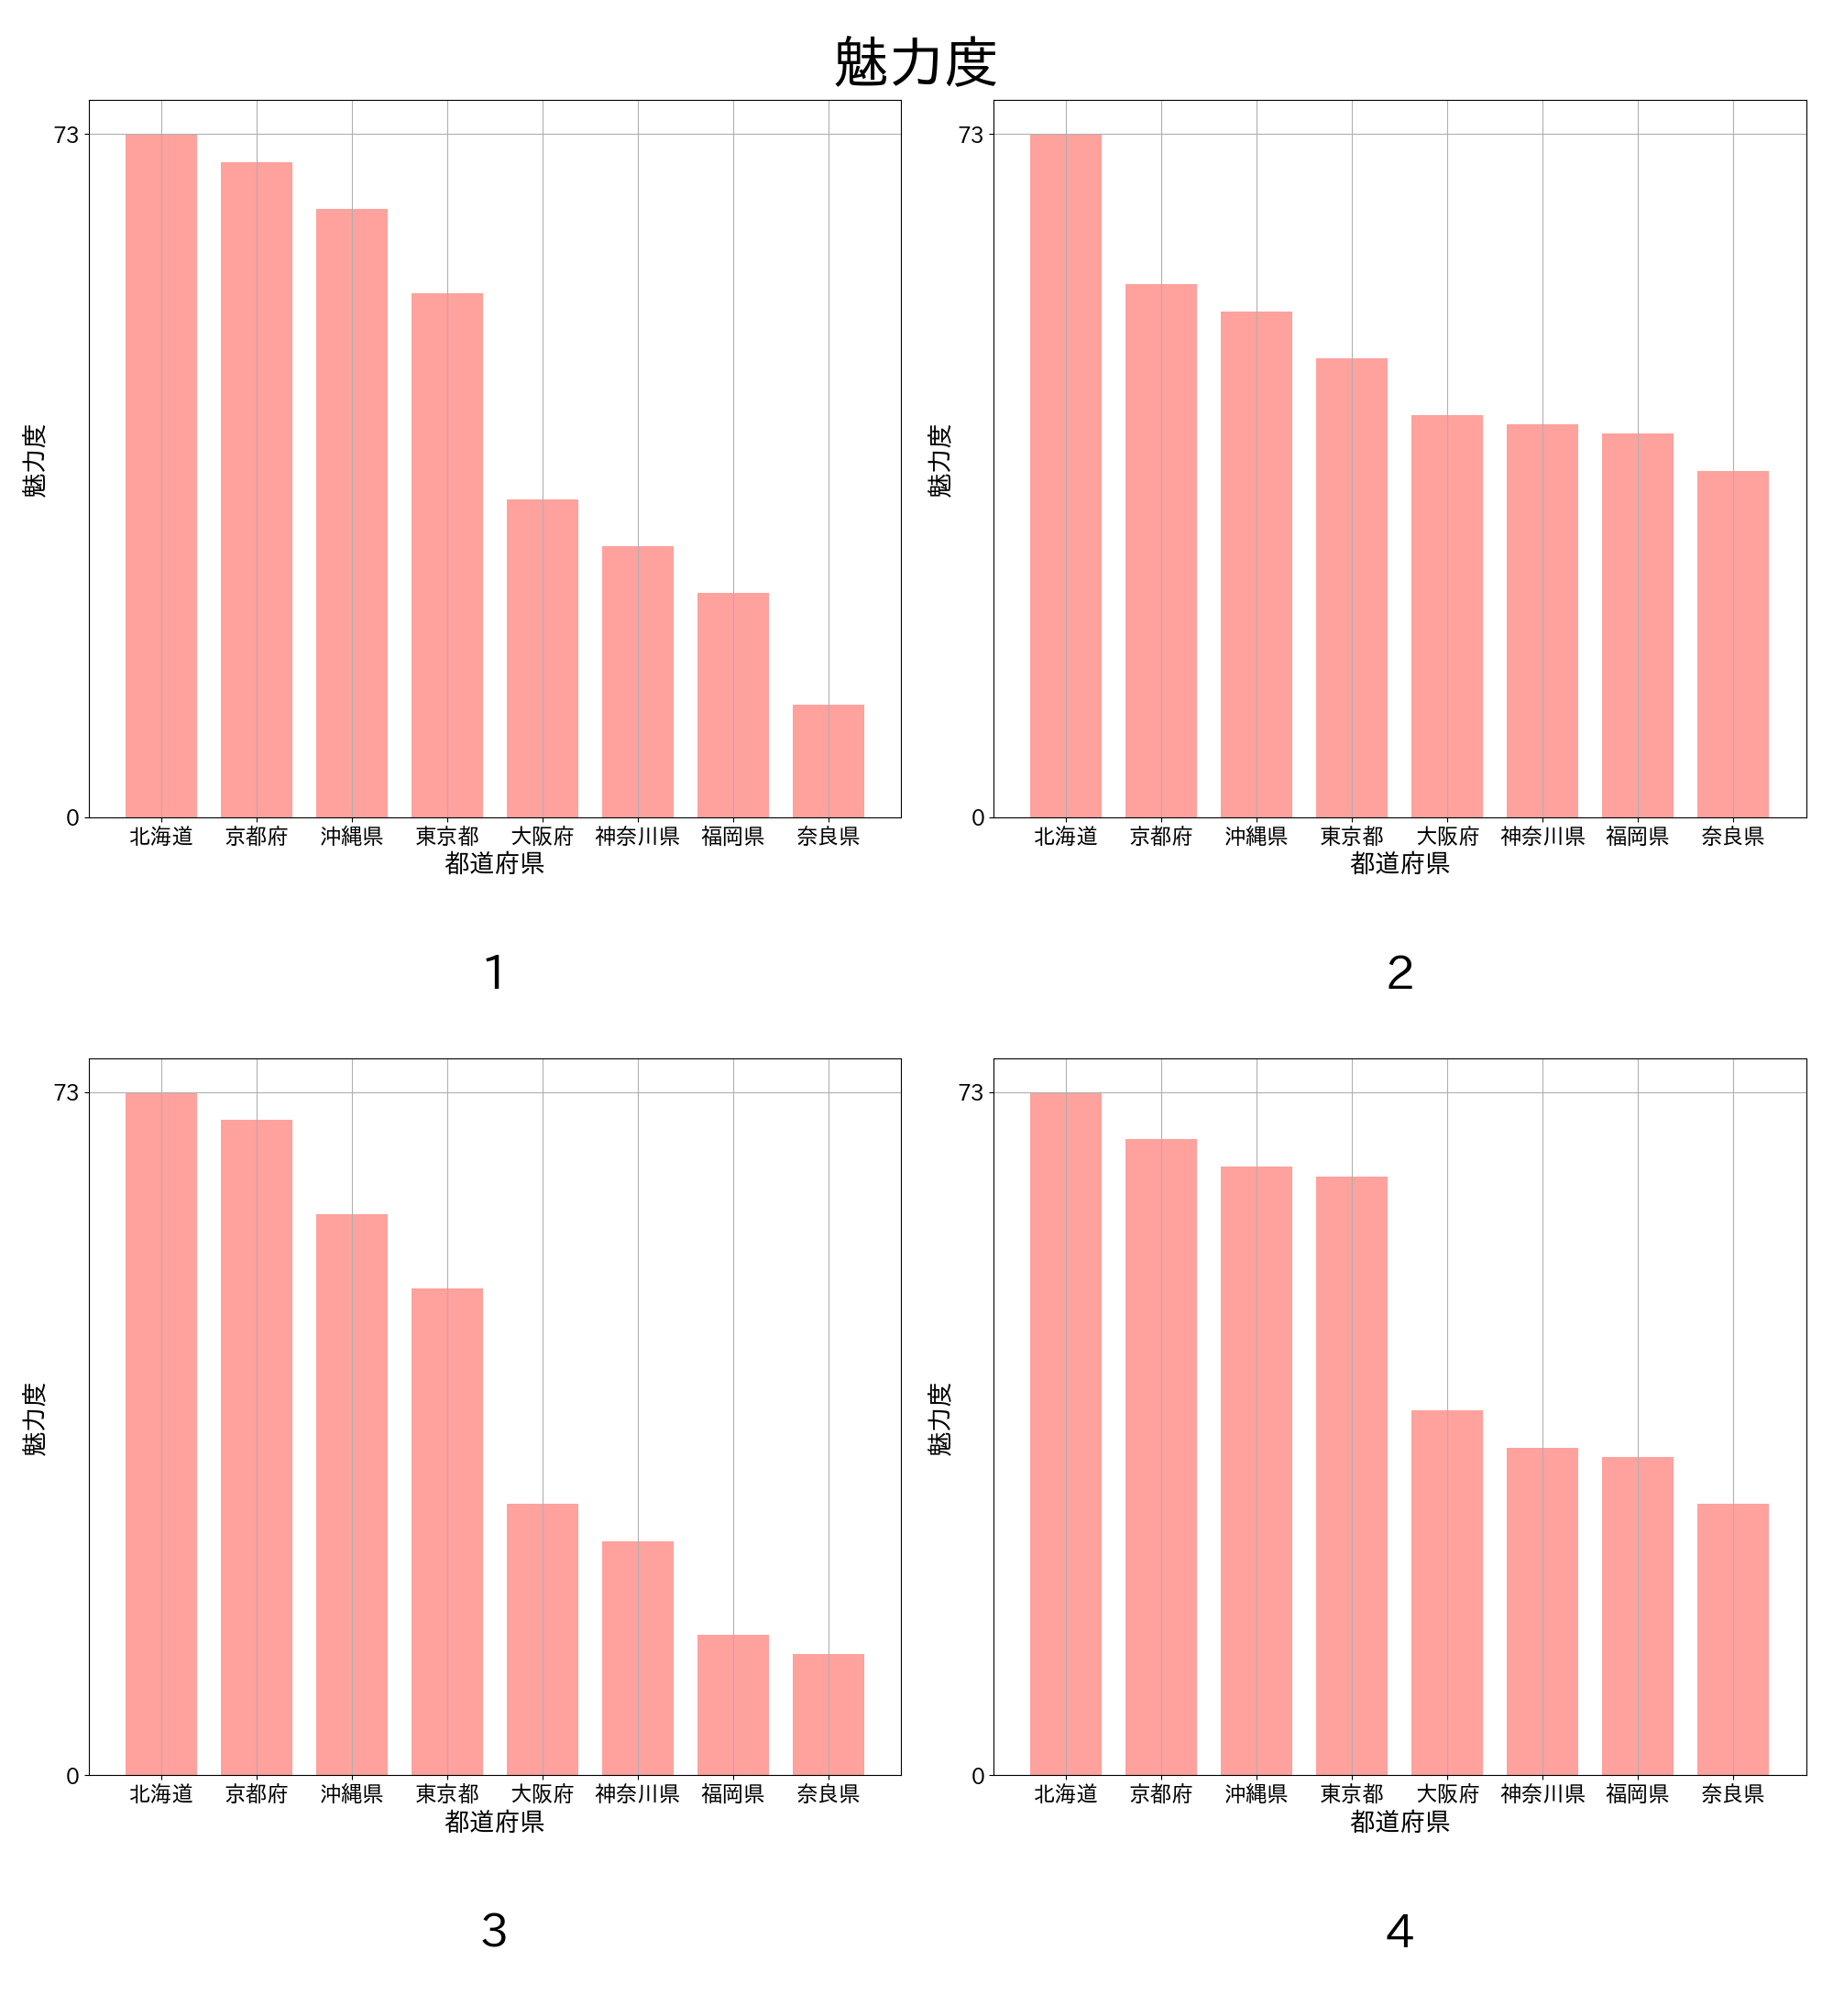 魅力度
73
0
魅力度
北海道 京都府 沖縄県 東京都 大阪府 神奈川県 福岡県 奈良県
都道府県
1
73
0
魅力度
北海道 京都府 沖縄県 東京都 大阪府 神奈川県 福岡県 奈良県
都道府県
2
73
0
魅力度
北海道 京都府 沖縄県 東京都 大阪府 神奈川県 福岡県 奈良県
都道府県
3
73
0
魅力度
北海道 京都府 沖縄県 東京都 大阪府 神奈川県 福岡県 奈良県
都道府県
4